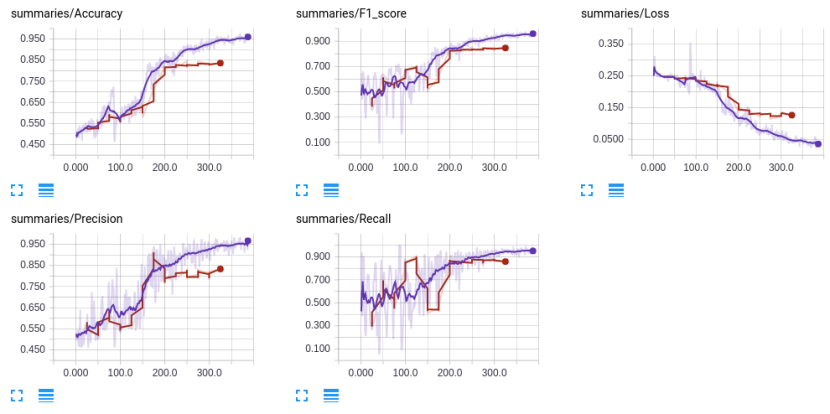 summaries/Accuracy
0.950
0.850
0.750
0.650
0.550
0.450
0.000 100.0 200.0 300.0
summaries/F1_score
0.900
0.700
0.500
0.300
0.100
0.000 100.0 200.0 300.0
summaries/Loss
0.350
0.250
0.150
0.0500
0.000 100.0 200.0 300.0
summaries/Precision
0.950
0.850
0.750
0.650
0.550
0.450
0.000 100.0 200.0 300.0
summaries/Recall
0.900
0.700
0.500
0.300
0.100
0.000 100.0 200.0 300.0